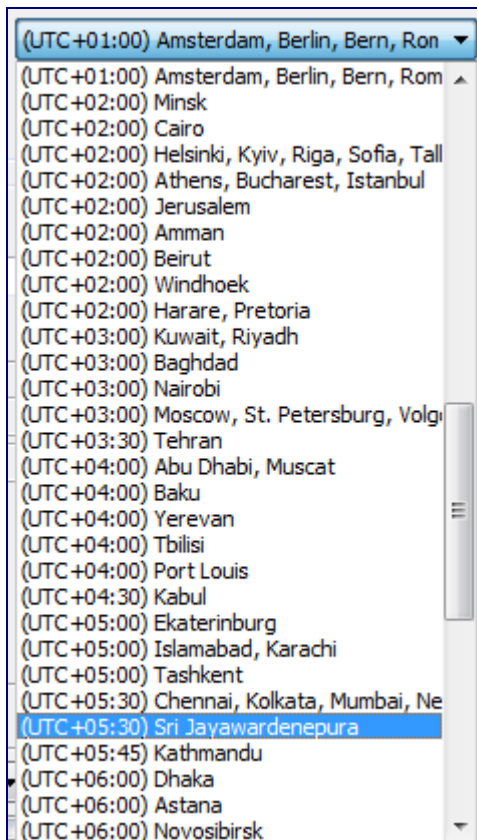 (UTC+01:00) Amsterdam, Berlin, Bern, Ron
(UTC+01:00) Amsterdam, Berlin, Bern, Rom
(UTC+02:00) Minsk
(UTC+02:00) Cairo
(UTC+02:00) Helsinki, Kyiv, Riga, Sofia, Tall
(UTC+02:00) Athens, Bucharest, Istanbul
(UTC+02:00) Jerusalem
(UTC+02:00) Amman
(UTC+02:00) Beirut
(UTC+02:00) Windhoek
(UTC+02:00) Harare, Pretoria
(UTC+03:00) Kuwait, Riyadh
(UTC+03:00) Baghdad
(UTC+03:00) Nairobi
(UTC+03:00) Moscow, St. Petersburg, Volg
(UTC+03:30) Tehran
(UTC+04:00) Abu Dhabi, Muscat
(UTC+04:00) Baku
(UTC+04:00) Yerevan
(UTC+04:00) Tbilisi
(UTC+04:00) Port Louis
(UTC+04:30) Kabul
(UTC+05:00) Ekaterinburg
(UTC+05:00) Islamabad, Karachi
(UTC+05:00) Tashkent
(UTC+05:30) Chennai, Kolkata, Mumbai, Ne
(UTC+05:30) Sri Jayawardenepura
(UTC+05:45) Kathmandu
(UTC+06:00) Dhaka
(UTC+06:00) Astana
(UTC+06:00) Novosibirsk